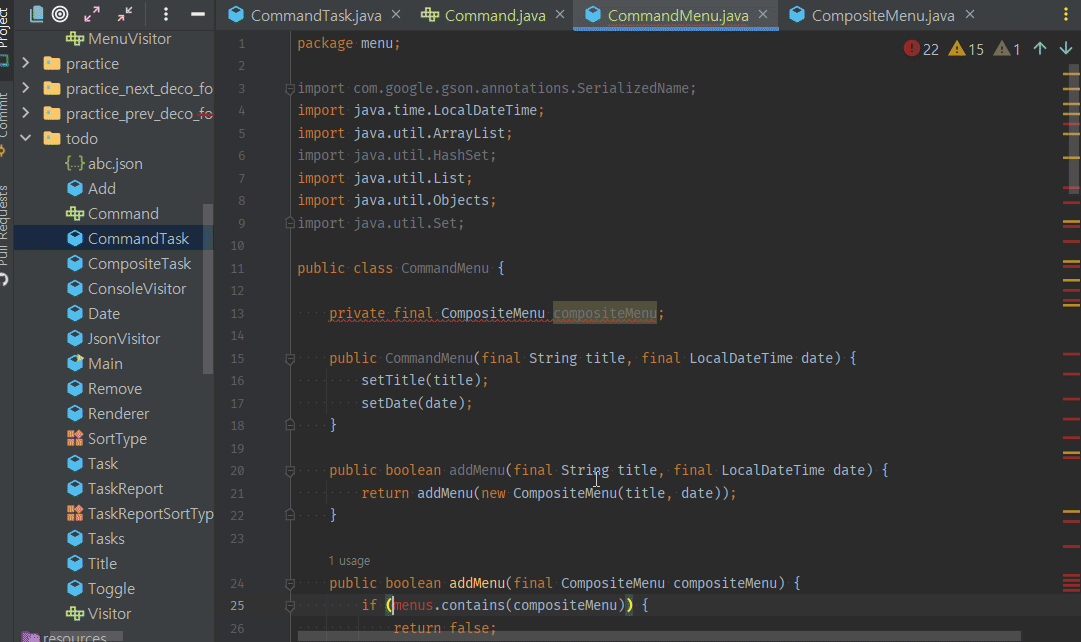 Project
Commit
Pull Requests
MenuVisitor
practice
practice_next_deco_fo
practice_prev_deco_fo
todo
abc.json
Add
Command
CommandTask
CompositeTask
ConsoleVisitor
Date
JsonVisitor
Main
Remove
Renderer
SortType
Task
TaskReport
TaskReportSortTyp
Tasks
Title
Toggle
Visitor
resources
CommandTask.java × Command.java × CommandMenu.java × CompositeMenu.java ×
22 15 1
1 package menu;
2
3 import com.google.gson.annotations.SerializedName;
4 import java.time.LocalDateTime;
5 import java.util.ArrayList;
6 import java.util.HashSet;
7 import java.util.List;
8 import java.util.Objects;
9 import java.util.Set;
10
11 public class CommandMenu {
12
13 private final CompositeMenu compositeMenu;
14
15 public CommandMenu(final String title, final LocalDateTime date) {
16 setTitle(title);
17 setDate(date);
18 }
19
20 public boolean addMenu(final String title, final LocalDateTime date) {
21 return addMenu(new CompositeMenu(title, date));
22 }
23
1 usage
24 public boolean addMenu(final CompositeMenu compositeMenu) {
25 if (menus.contains(compositeMenu)) {
26 return false;